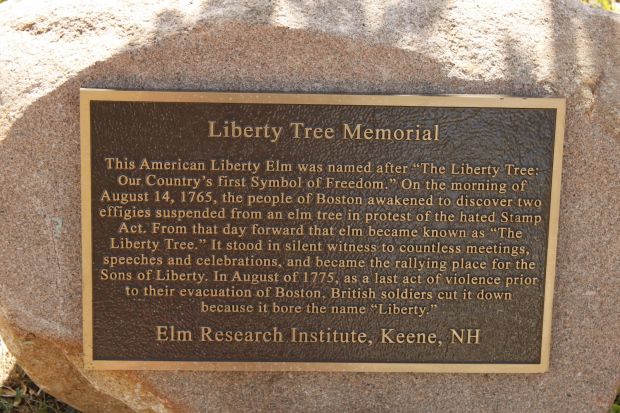 Liberty Tree Memorial
This American Liberty Elm was named after “The Liberty Tree:
Our Country’s first Symbol of Freedom.” On the morning of
August 14, 1765, the people of Boston awakened to discover two
effigies suspended from an elm tree in protest of the hated Stamp
Act. From that day forward that elm became known as “The
Liberty Tree.” It stood in silent witness to countless meetings,
speeches and celebrations, and became the rallying place for the
Sons of Liberty. In August of 1775, as a last act of violence prior
to their evacuation of Boston, British soldiers cut it down
because it bore the name “Liberty.”
Elm Research Institute, Keene, NH